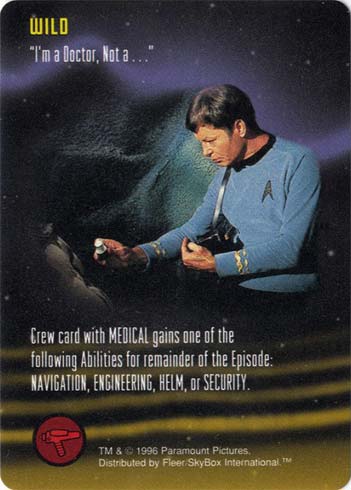 WILD
"I'm a Doctor, Not a . . ."
Crew card with MEDICAL gains one of the
following Abilities for remainder of the Episode:
NAVIGATION, ENGINEERING, HELM, or SECURITY.
TM & © 1996 Paramount Pictures.
Distributed by Fleer/SkyBox International.™